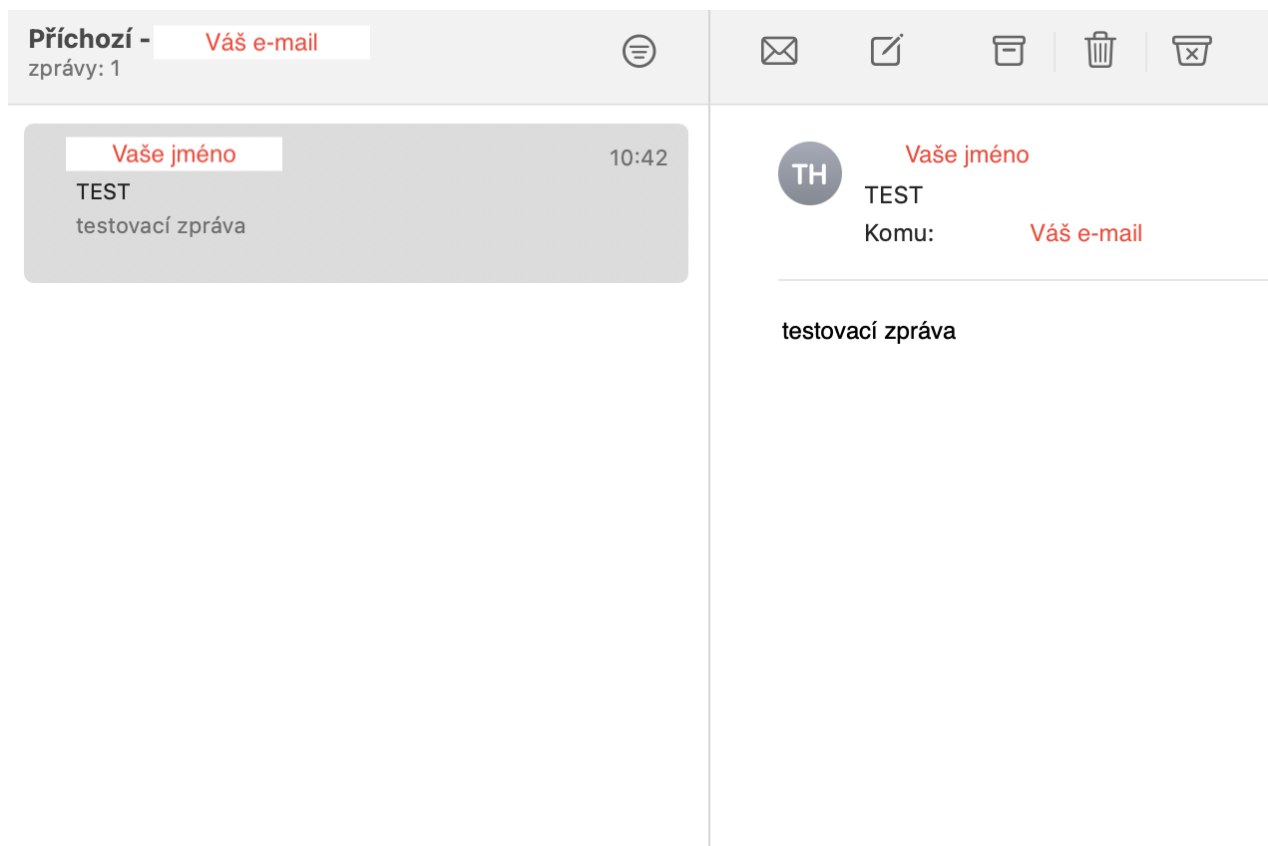 Příchozí - Váš e-mail
zprávy: 1
Vaše jméno 10:42
TEST
testovací zpráva
TH Vaše jméno
TEST
Komu: Váš e-mail
testovací zpráva